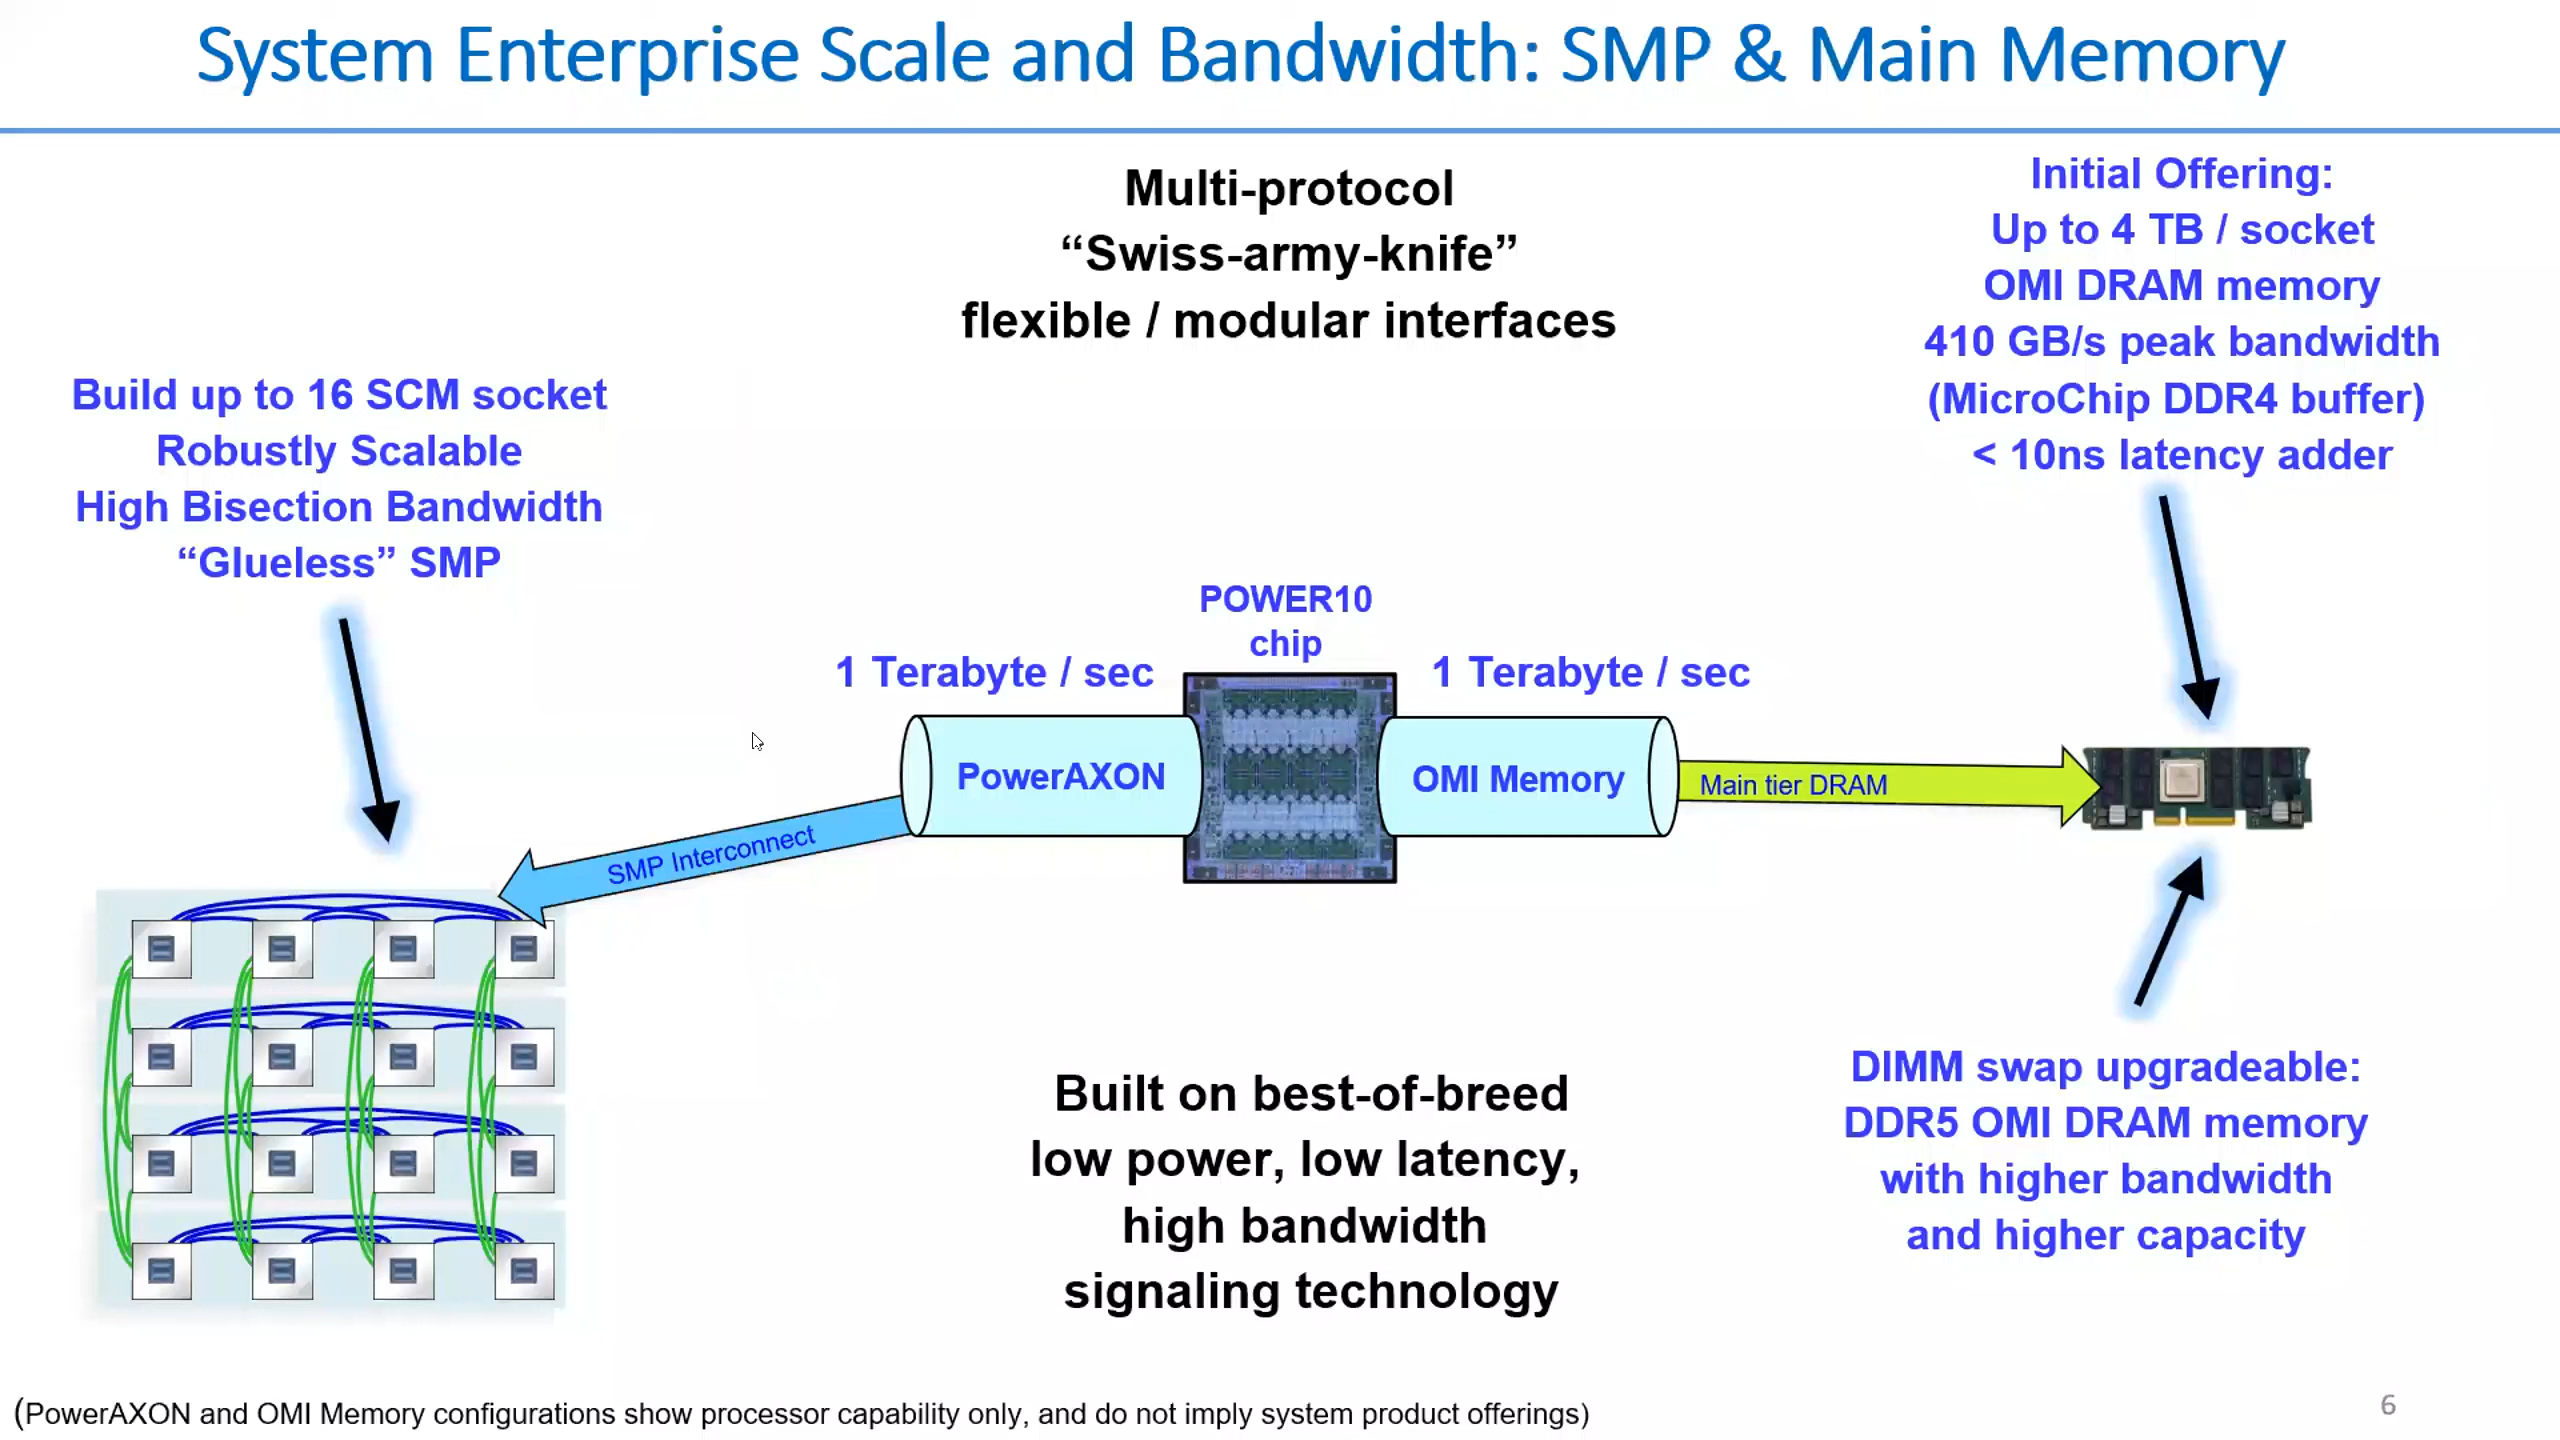 System Enterprise Scale and Bandwidth: SMP & Main Memory
Multi-protocol
“Swiss-army-knife”
flexible / modular interfaces
Initial Offering:
Up to 4 TB / socket
OMI DRAM memory
410 GB/s peak bandwidth
(MicroChip DDR4 buffer)
< 10ns latency adder
Build up to 16 SCM socket
Robustly Scalable
High Bisection Bandwidth
“Glueless” SMP
POWER10
chip
1 Terabyte / sec
1 Terabyte / sec
PowerAXON
OMI Memory
Main tier DRAM
SMP Interconnect
Built on best-of-breed
low power, low latency,
high bandwidth
signaling technology
DIMM swap upgradeable:
DDR5 OMI DRAM memory
with higher bandwidth
and higher capacity
(PowerAXON and OMI Memory configurations show processor capability only, and do not imply system product offerings)
6